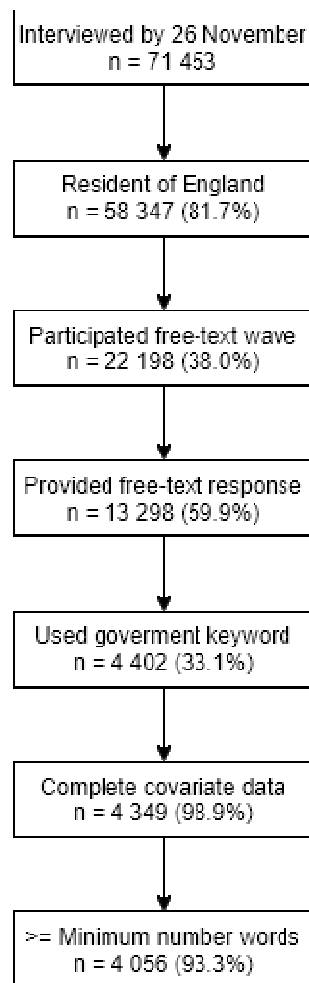 Interviewed by 26 November
n = 71 453
Resident of England
n = 58 347 (81.7%)
Participated free-text wave
n = 22 198 (38.0%)
Provided free-text response
n = 13 298 (59.9%)
Used goverment keyword
n = 4 402 (33.1%)
Complete covariate data
n = 4 349 (98.9%)
>= Minimum number words
n = 4 056 (93.3%)